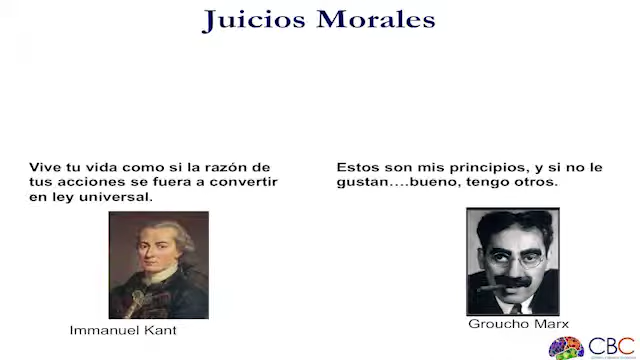 Juicios Morales
Vive tu vida como si la razón de
tus acciones se fuera a convertir
en ley universal.
Estos son mis principios, y si no le
gustan....bueno, tengo otros.
Immanuel Kant
Groucho Marx
CBC